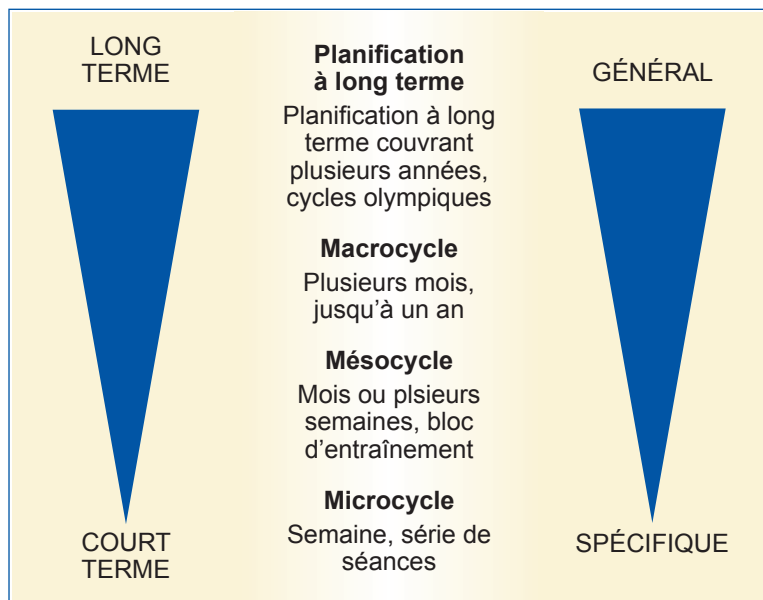 LONG
TERME
Planification
à long terme
Planification à long
terme couvrant
plusieurs années,
cycles olympiques
Macrocycle
Plusieurs mois,
jusqu'à un an
Mésocycle
Mois ou plsieurs
semaines, bloc
d'entraînement
Microcycle
Semaine, série de
séances
COURT
TERME
GÉNÉRAL
SPÉCIFIQUE